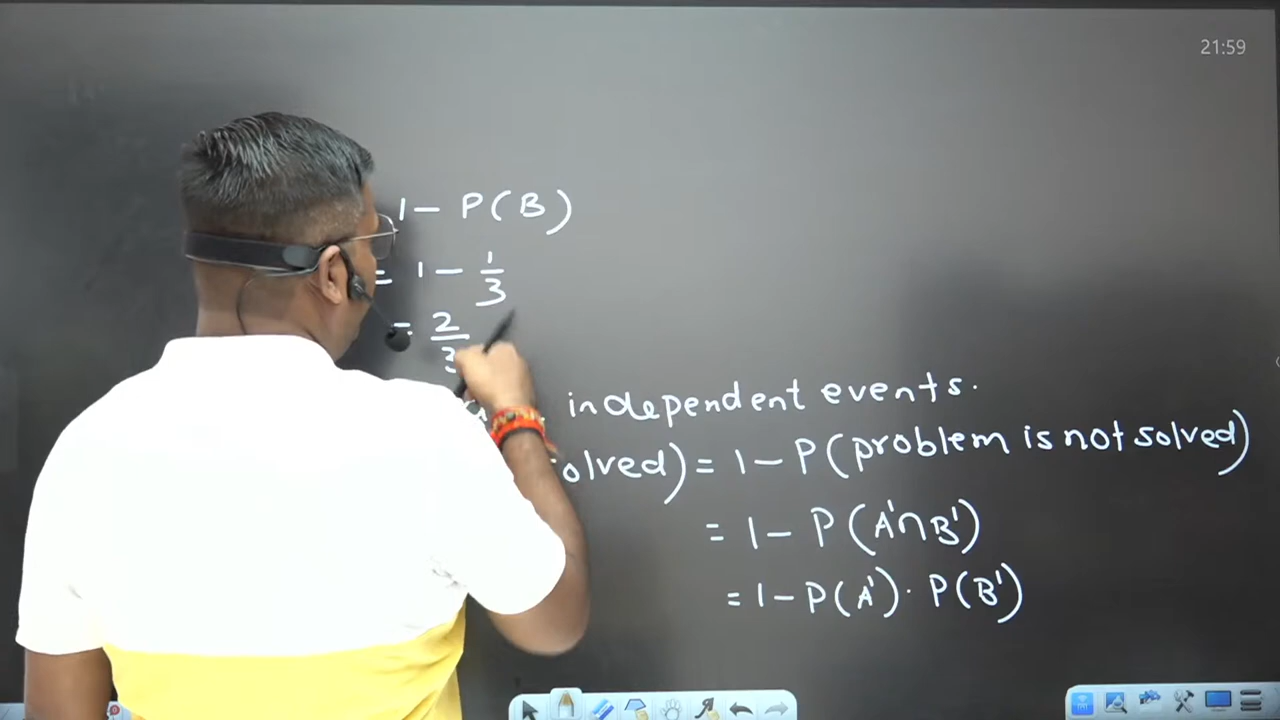 21:59
1 - P(B)
= 1 - 1/3
= 2/3
independent events.
olved) = 1 - P(problem is not solved)
= 1 - P(A'∩B')
= 1 - P(A') · P(B')